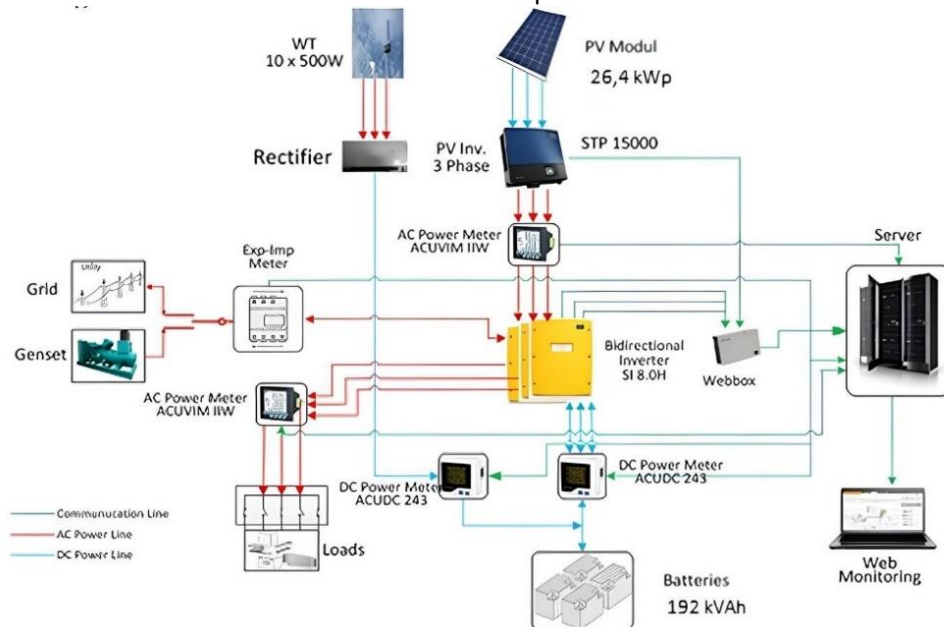 WT
10 x 500W
PV Modul
26,4 kWp
Rectifier
PV Inv.
3 Phase
STP 15000
AC Power Meter
ACUVIM IIW
Server
Exp-Imp
Meter
Grid
Genset
Bidirectional
Inverter
SI 8.0H
Webbox
AC Power Meter
ACUVIM IIW
DC Power Meter
ACUDC 243
DC Power Meter
ACUDC 243
Communication Line
AC Power Line
DC Power Line
Loads
Batteries
192 kVAh
Web
Monitoring